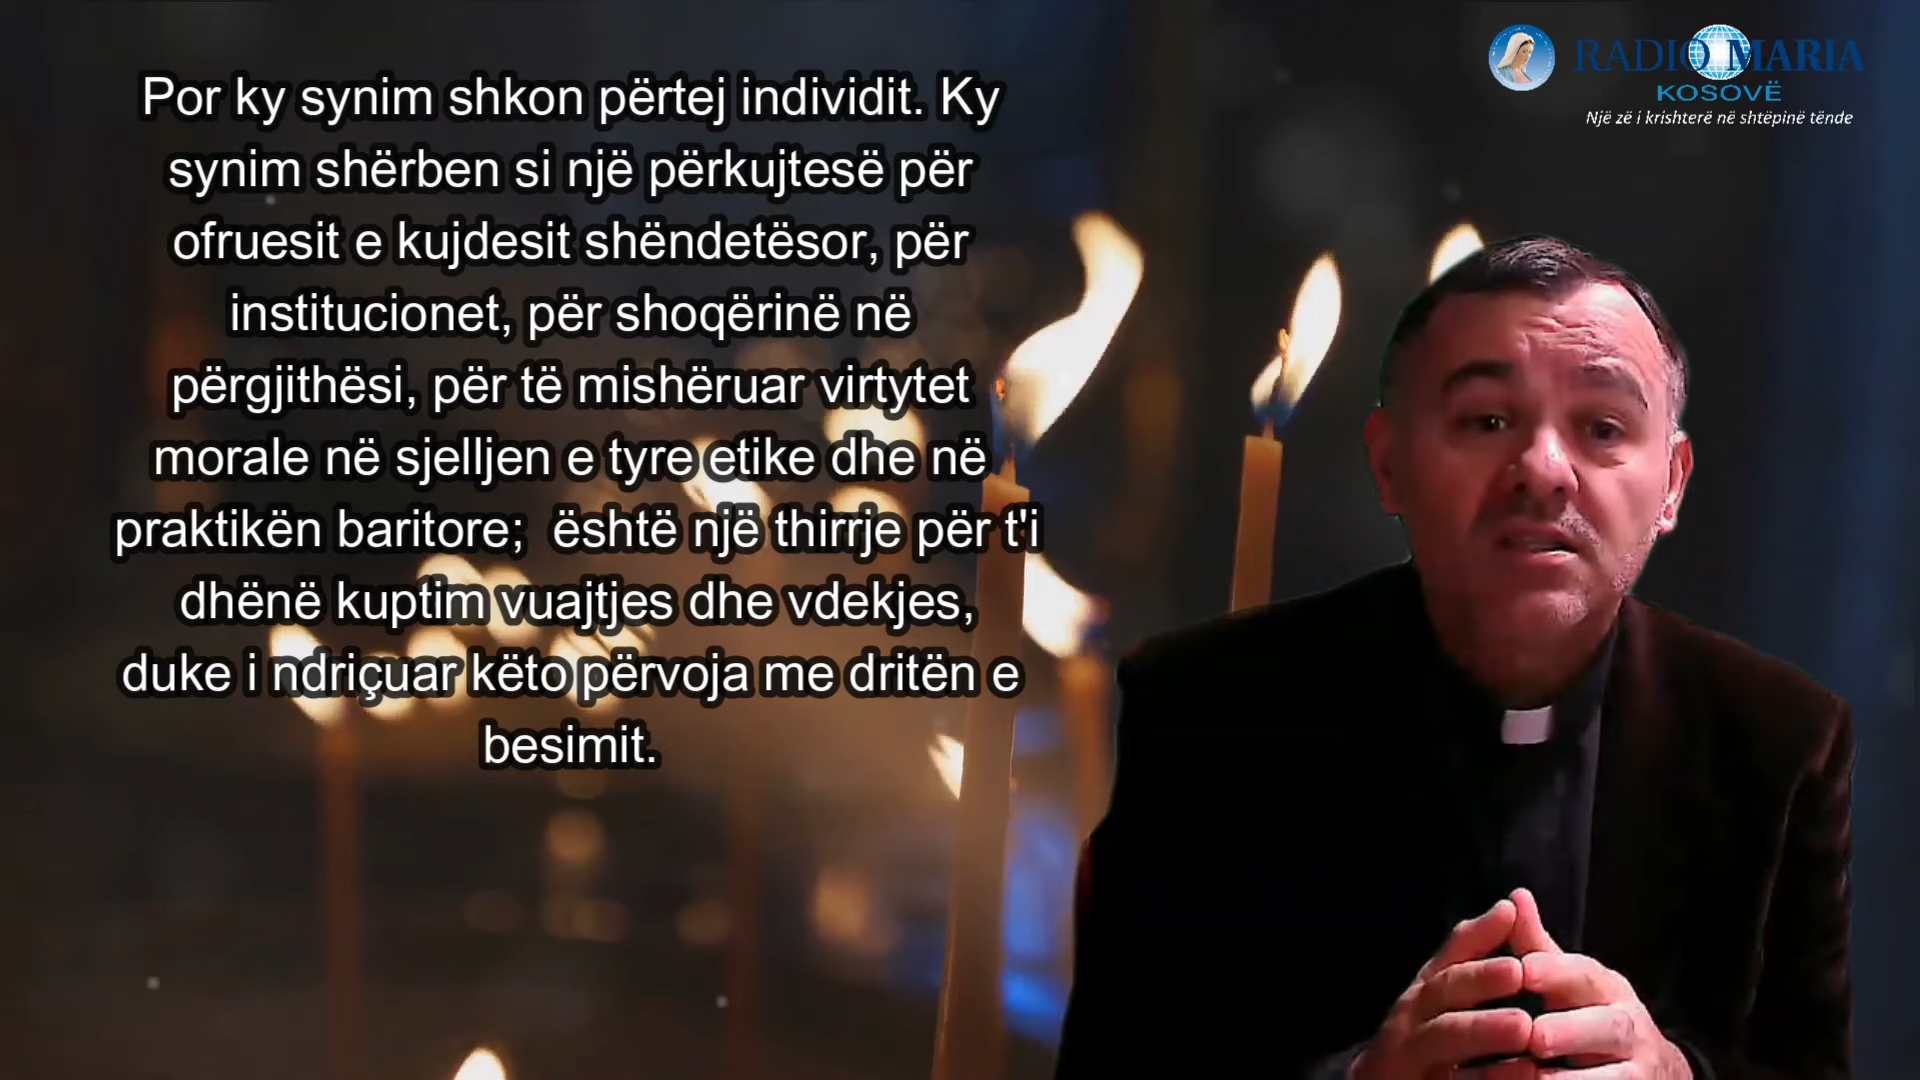 Por ky synim shkon përtej individit. Ky
synim shërben si një përkujtesë për
ofruesit e kujdesit shëndetësor, për
institucionet, për shoqërinë në
përgjithësi, për të mishëruar virtytet
morale në sjelljen e tyre etike dhe në
praktikën baritore;  është një thirrje për t'i
dhënë kuptim vuajtjes dhe vdekjes,
duke i ndriçuar këto përvoja me dritën e
besimit.
RADIO MARIA
KOSOVË
Një zë i krishterë në shtëpinë tënde